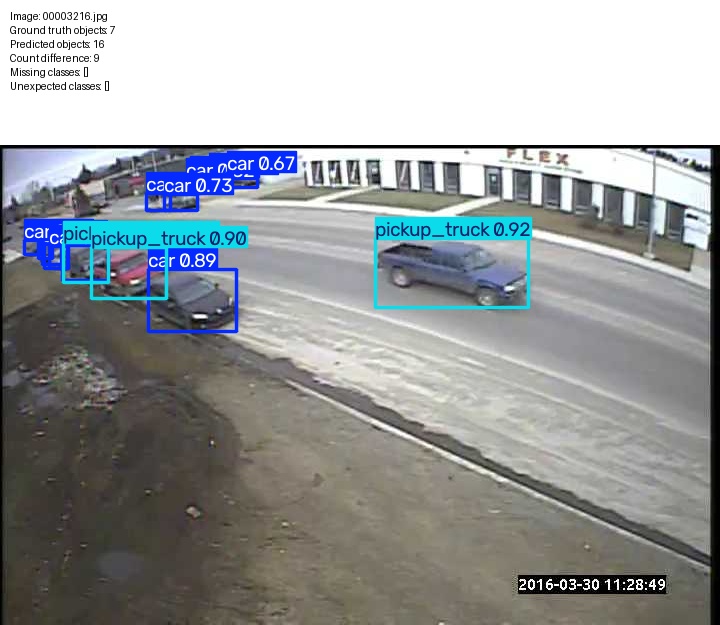 Image: 00003216.jpg
Ground truth objects: 7
Predicted objects: 16
Count difference: 9
Missing classes: []
Unexpected classes: []
FLEX
car 0.67
car 0.73
car
pickup_truck 0.90
pickup_truck 0.92
car 0.89
2016-03-30 11:28:49